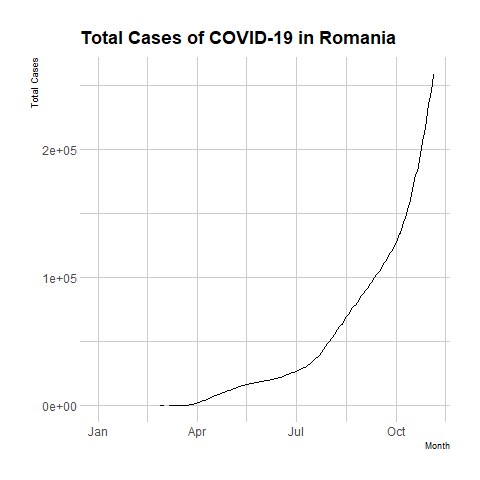 Total Cases of COVID-19 in Romania
Total Cases
2e+05
1e+05
0e+00
Jan Apr Jul Oct
Month